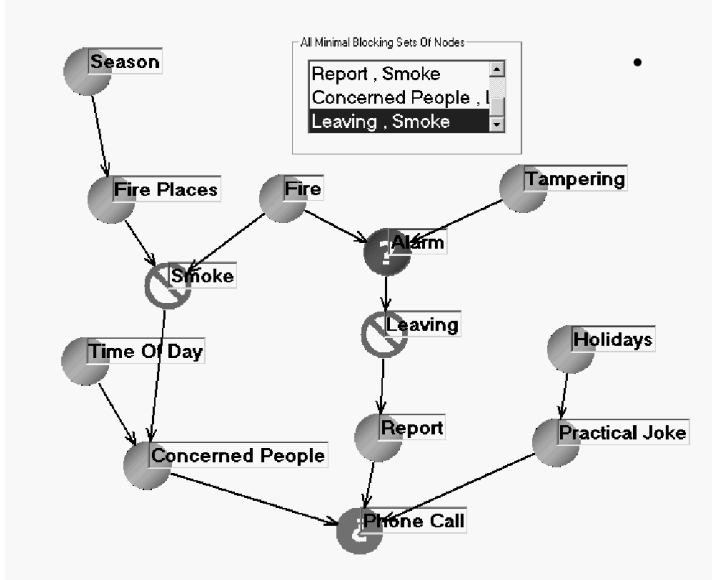 All Minimal Blocking Sets Of Nodes
Season
Report , Smoke
Concerned People ,
Leaving , Smoke
Fire Places
Fire
Tampering
?
Alarm
Smoke
Leaving
Time Of Day
Holidays
Report
Practical Joke
Concerned People
¿
Phone Call